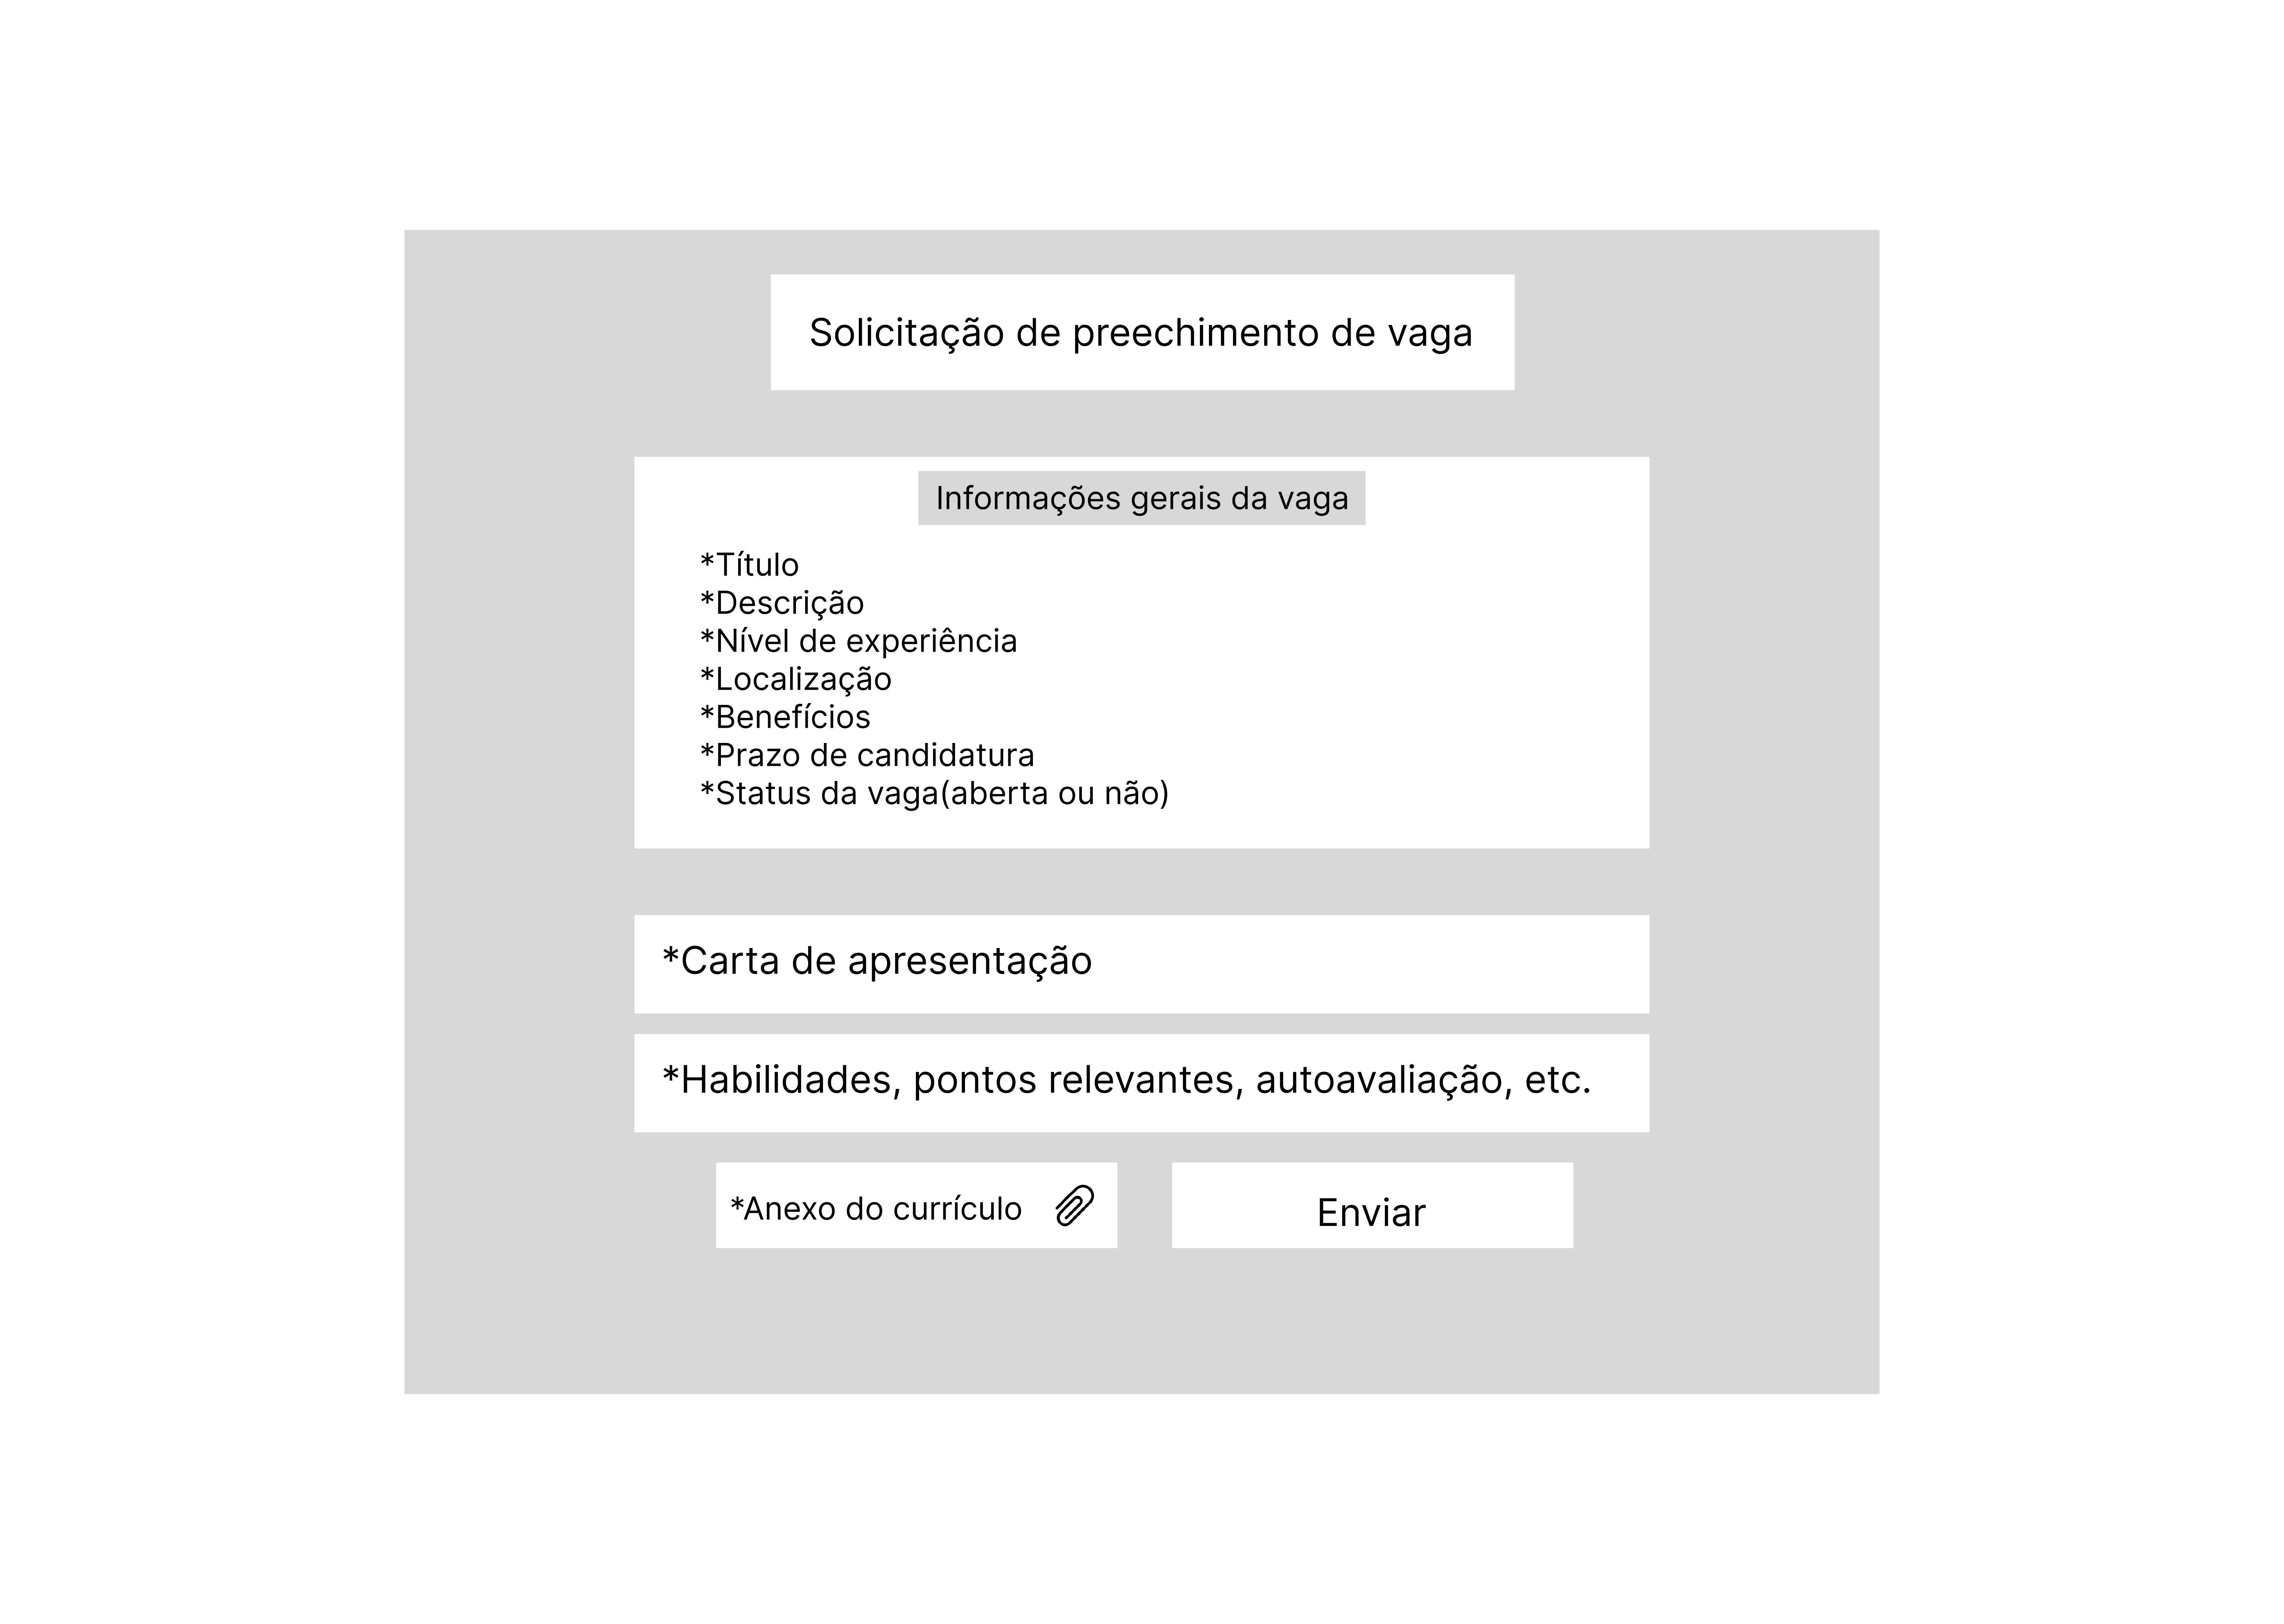 Solicitação de preechimento de vaga
Informações gerais da vaga
*Título
*Descrição
*Nível de experiência
*Localização
*Benefícios
*Prazo de candidatura
*Status da vaga(aberta ou não)
*Carta de apresentação
*Habilidades, pontos relevantes, autoavaliação, etc.
*Anexo do currículo
Enviar